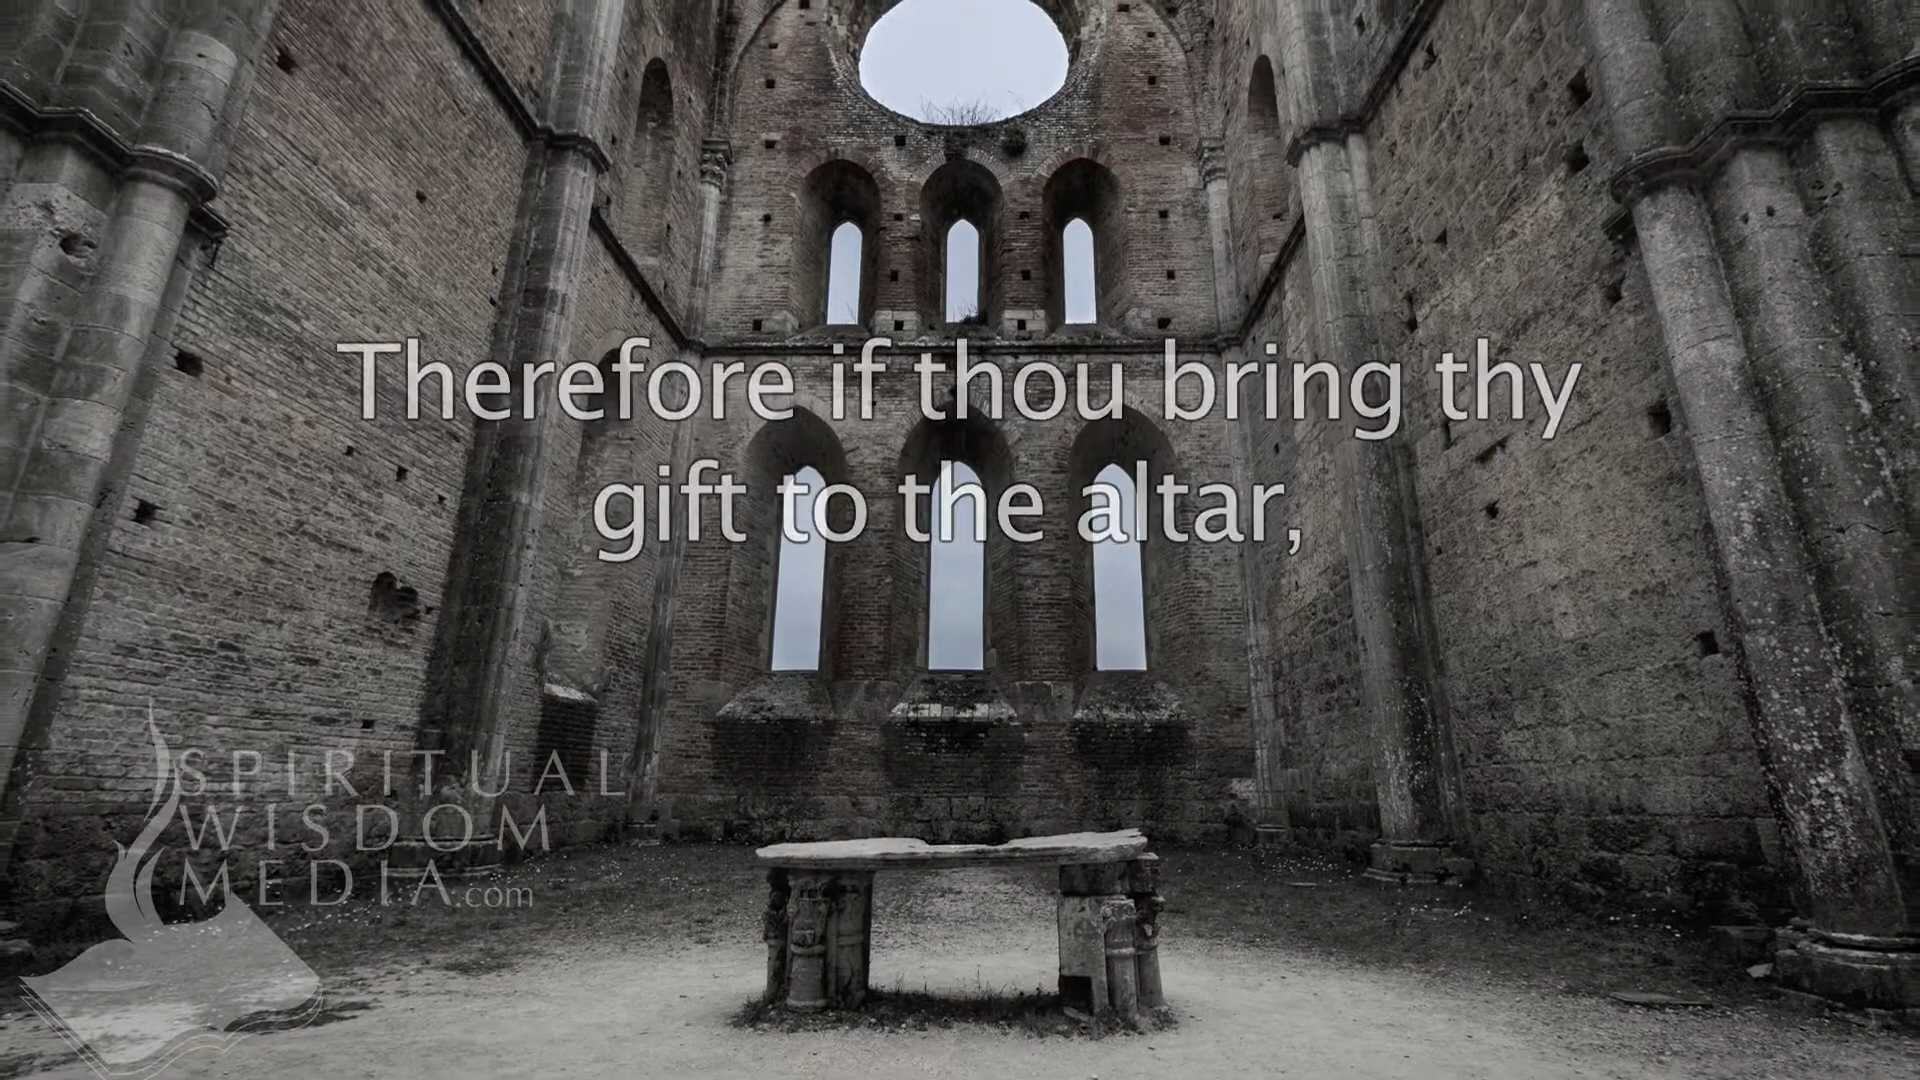 Therefore if thou bring thy
gift to the altar,
SPIRITUAL
WISDOM
MEDIA.com